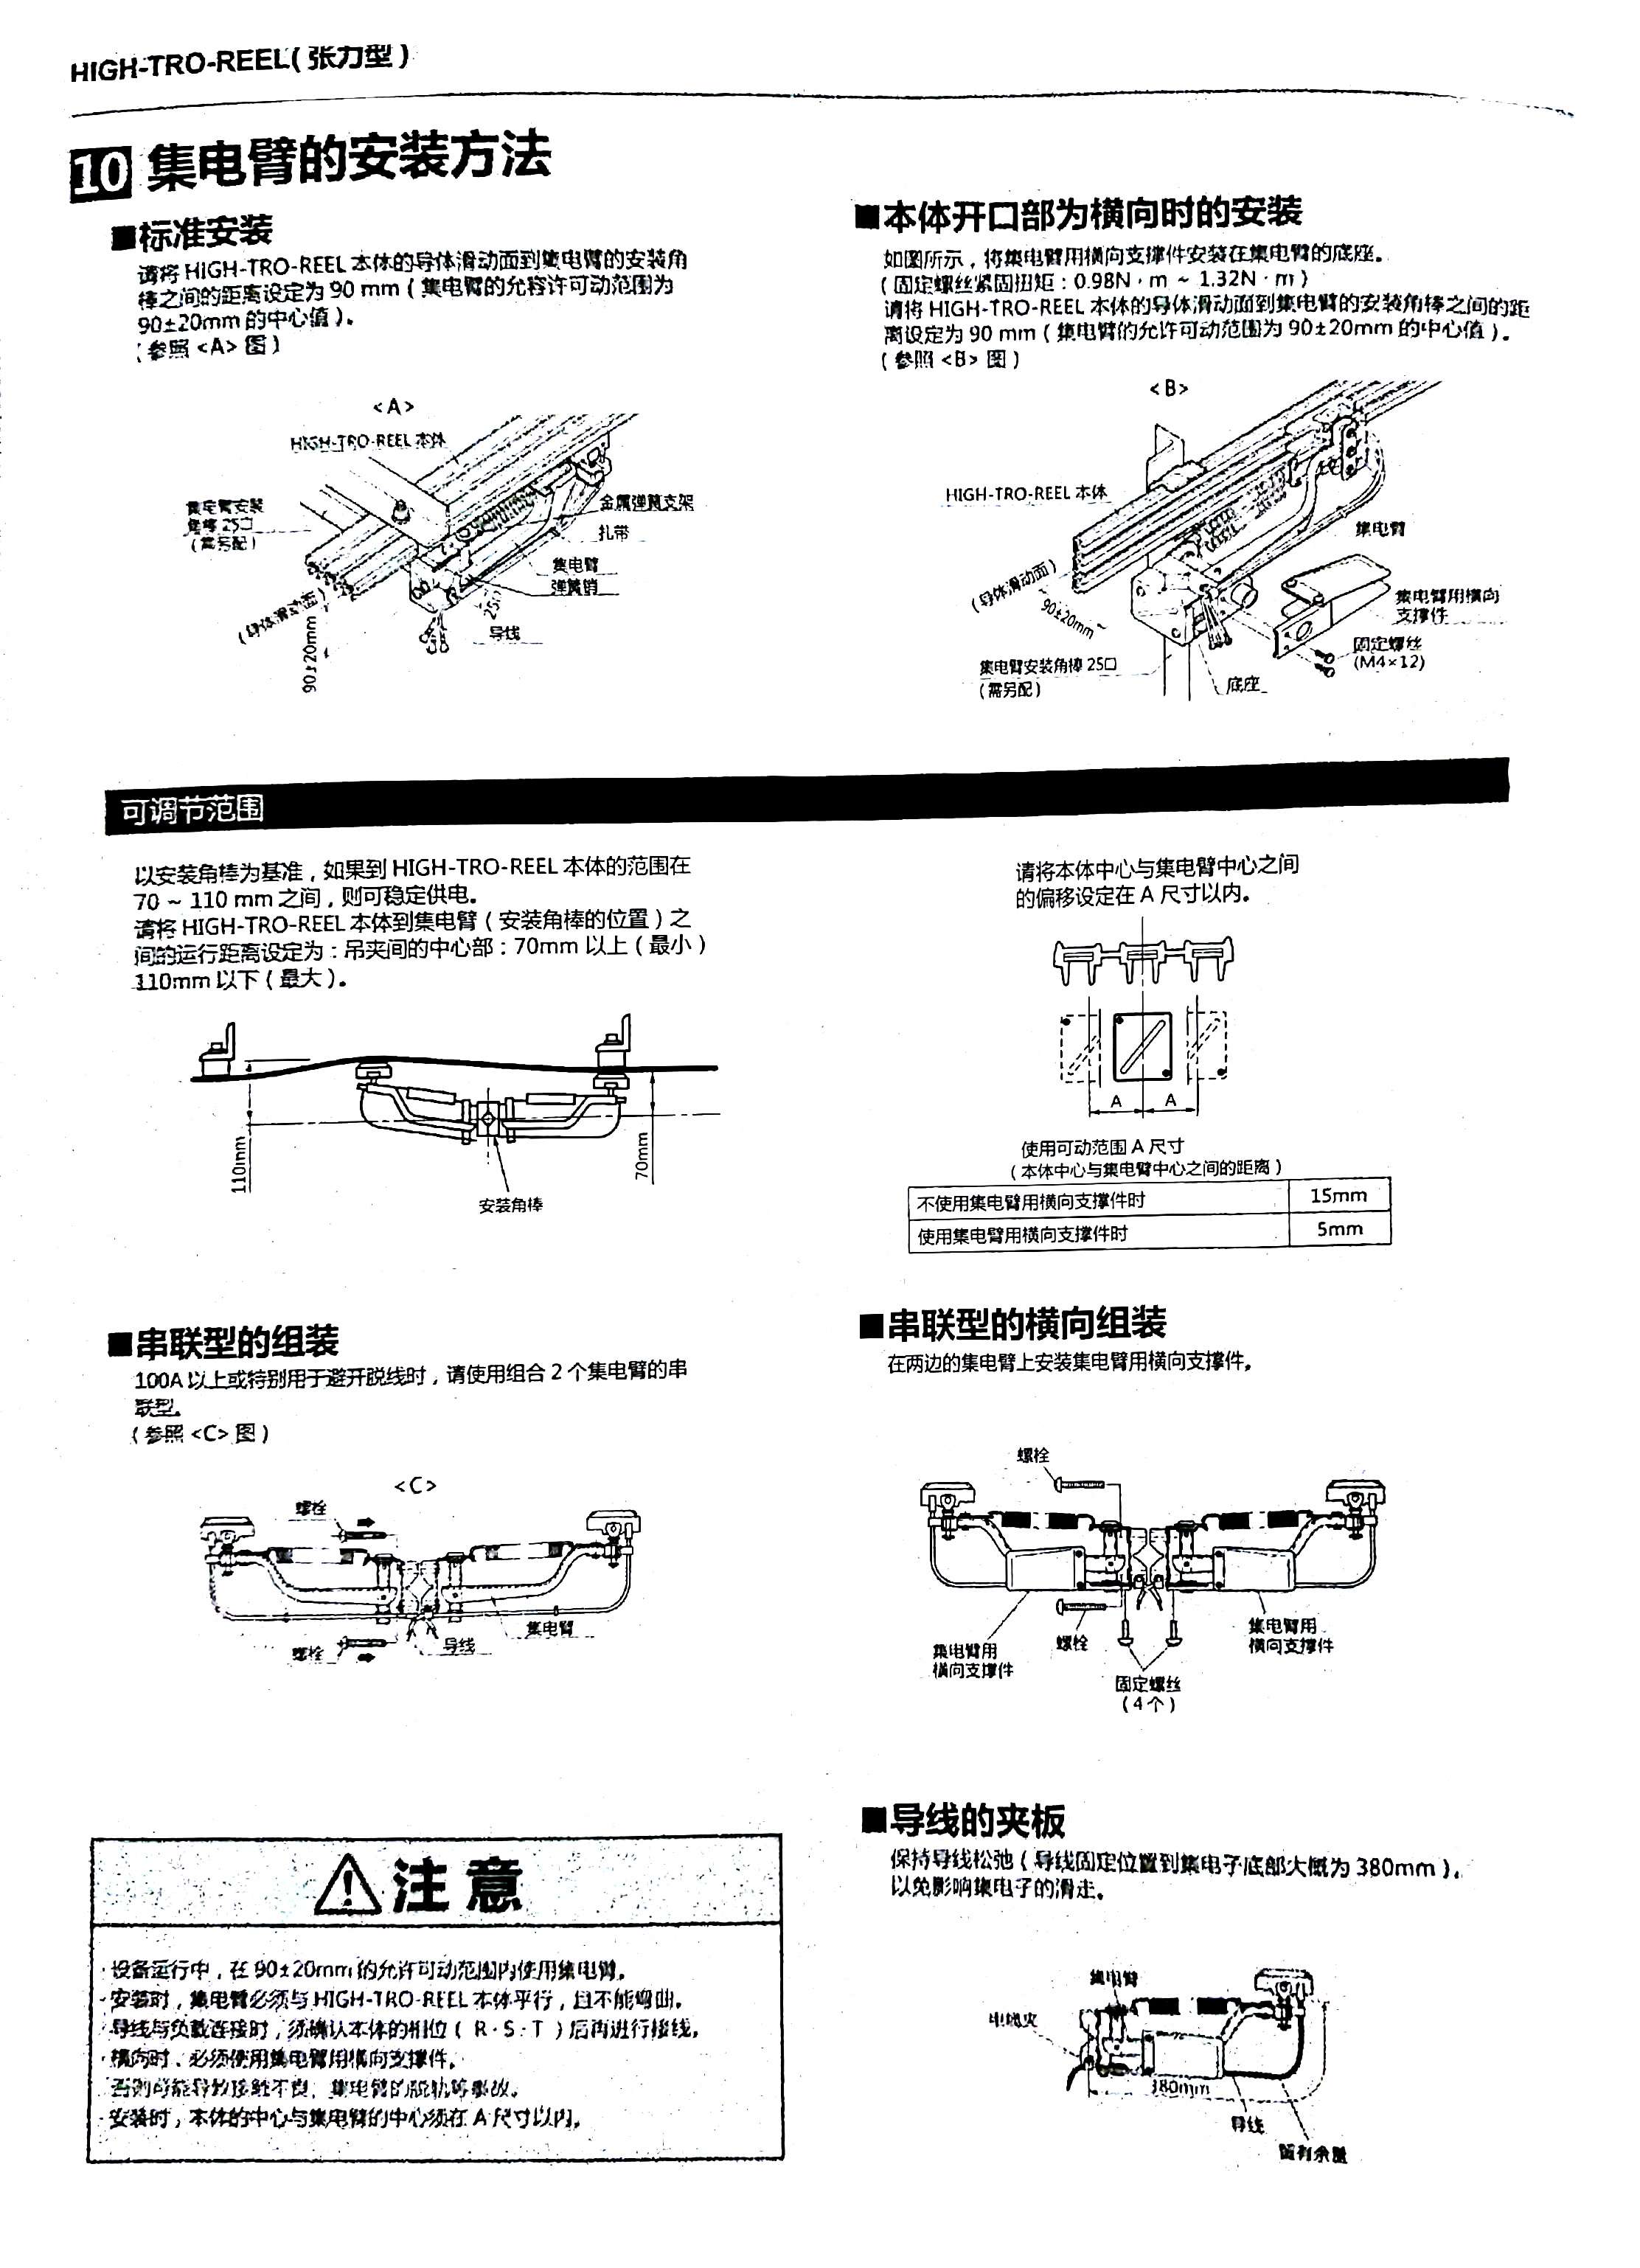 HIGH-TRO-REEL(张力型)
10 集电臂的安装方法
■标准安装
请将 HIGH-TRO-REEL 本体的导体滑动面到集电臂的安装角
棒之间的距离设定为 90 mm ( 集电臂的允容许可动范围为
90±20mm 的中心值 )。
( 参照 <A> 图 )
<A>
HIGH-TRO-REEL 本体
集电臂安装
角棒 25□
( 需另配 )
金属弹簧支架
扎带
集电臂
弹簧销
25□
导线
( 导体滑动面 )
90±20mm
■本体开口部为横向时的安装
如图所示，将集电臂用横向支撑件安装在集电臂的底座。
( 固定螺丝紧固扭矩：0.98N · m ~ 1.32N · m )
请将 HIGH-TRO-REEL 本体的导体滑动面到集电臂的安装角棒之间的距
离设定为 90 mm ( 集电臂的允许可动范围为 90±20mm 的中心值 )。
( 参照 <B> 图 )
<B>
HIGH-TRO-REEL 本体
集电臂
( 导体滑动面 )
90±20mm
集电臂用横向
支撑件
固定螺丝
(M4×12)
集电臂安装角棒 25□
( 需另配 )
底座
可调节范围
以安装角棒为基准，如果到 HIGH-TRO-REEL 本体的范围在
70 ~ 110 mm 之间，则可稳定供电。
请将 HIGH-TRO-REEL 本体到集电臂 ( 安装角棒的位置 ) 之
间的运行距离设定为：吊夹间的中心部：70mm 以上 ( 最小 )
110mm 以下 ( 最大 )。
110mm
70mm
安装角棒
请将本体中心与集电臂中心之间
的偏移设定在 A 尺寸以内。
A A
使用可动范围 A 尺寸
( 本体中心与集电臂中心之间的距离 )
不使用集电臂用横向支撑件时 15mm
使用集电臂用横向支撑件时 5mm
■串联型的组装
100A 以上或特别用于避开脱线时，请使用组合 2 个集电臂的串
联型。
( 参照 <C> 图 )
<C>
螺栓
螺栓
导线
集电臂
■串联型的横向组装
在两边的集电臂上安装集电臂用横向支撑件。
螺栓
集电臂用
横向支撑件
螺栓
集电臂用
横向支撑件
固定螺丝
( 4 个 )
⚠注意
· 设备运行中，在 90±20mm 的允许可动范围内使用集电臂。
· 安装时，集电臂必须与 HIGH-TRO-REEL 本体平行，且不能弯曲。
· 导线与负载连接时，须确认本体的相位 ( R · S · T ) 后再进行接线。
· 横向时、必须使用集电臂用横向支撑件。
否则可能导致接触不良、集电臂的脱轨等事故。
· 安装时，本体的中心与集电臂的中心须在 A 尺寸以内。
■导线的夹板
保持导线松弛 ( 导线固定位置到集电子底部大概为 380mm )，
以免影响集电子的滑走。
集电臂
电线夹
380mm
导线
留有余量